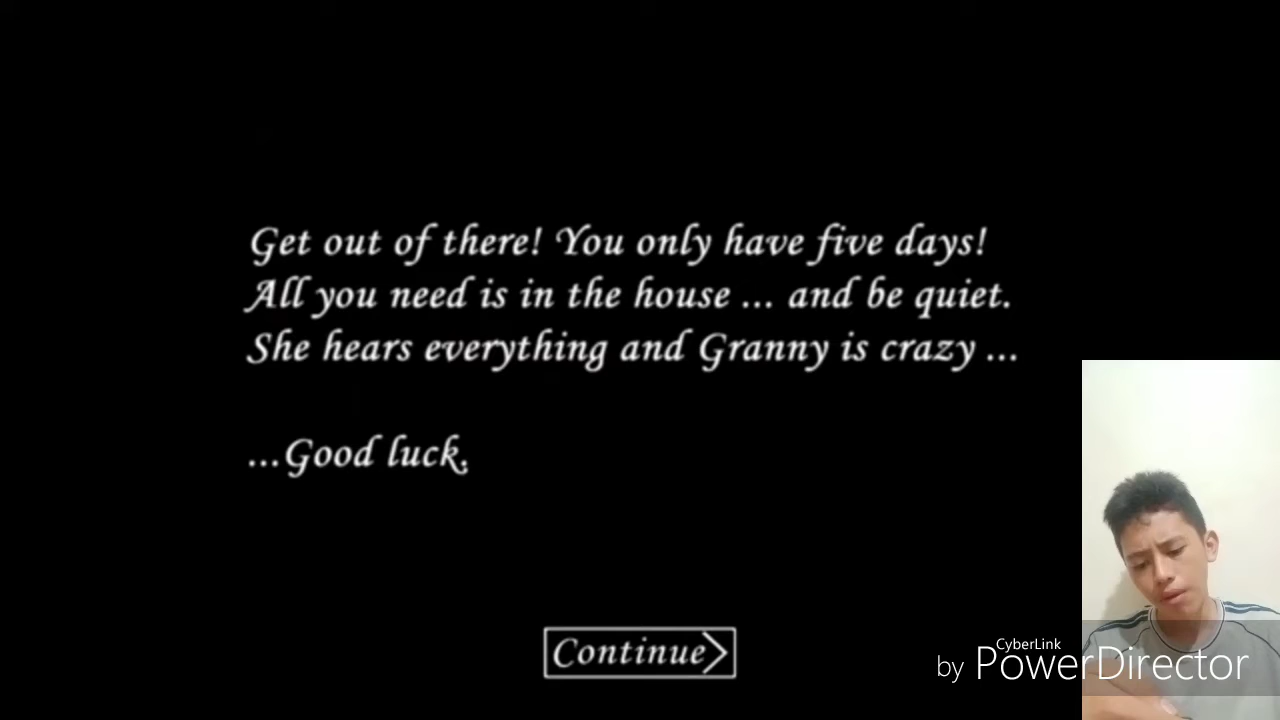 Get out of there! You only have five days!
All you need is in the house ... and be quiet.
She hears everything and Granny is crazy ...
...Good luck.
Continue>
CyberLink
by PowerDirector